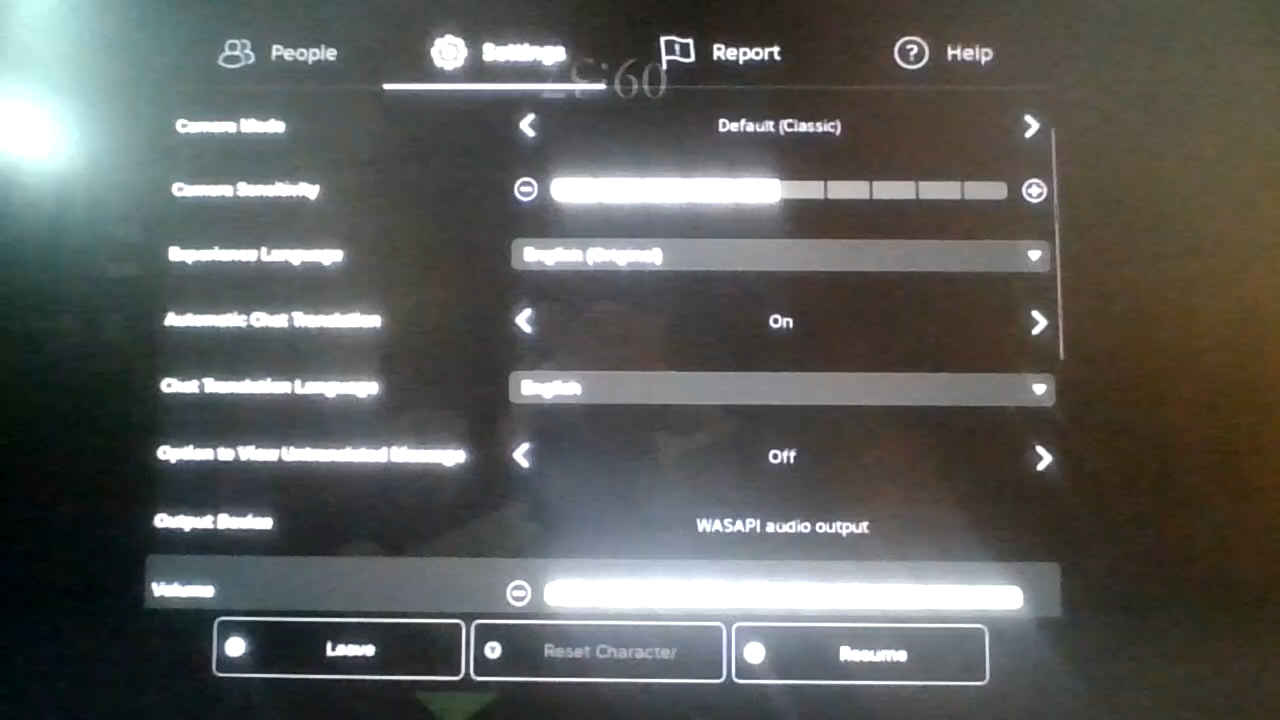 People Settings Report Help
Camera Mode Default (Classic)
Camera Sensitivity
Experience Language English (Original)
Automatic Chat Translation On
Chat Translation Language English
Option to View Untranslated Message Off
Output Device WASAPI audio output
Volume
Leave Y Reset Character Resume